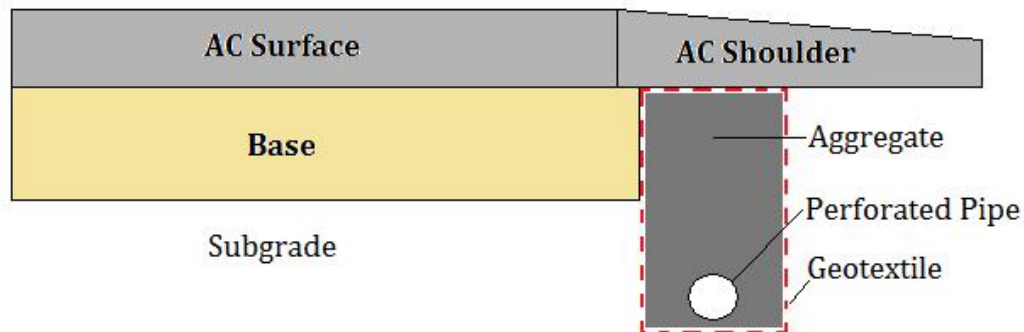 AC Surface
AC Shoulder
Base
Aggregate
Perforated Pipe
Subgrade
Geotextile